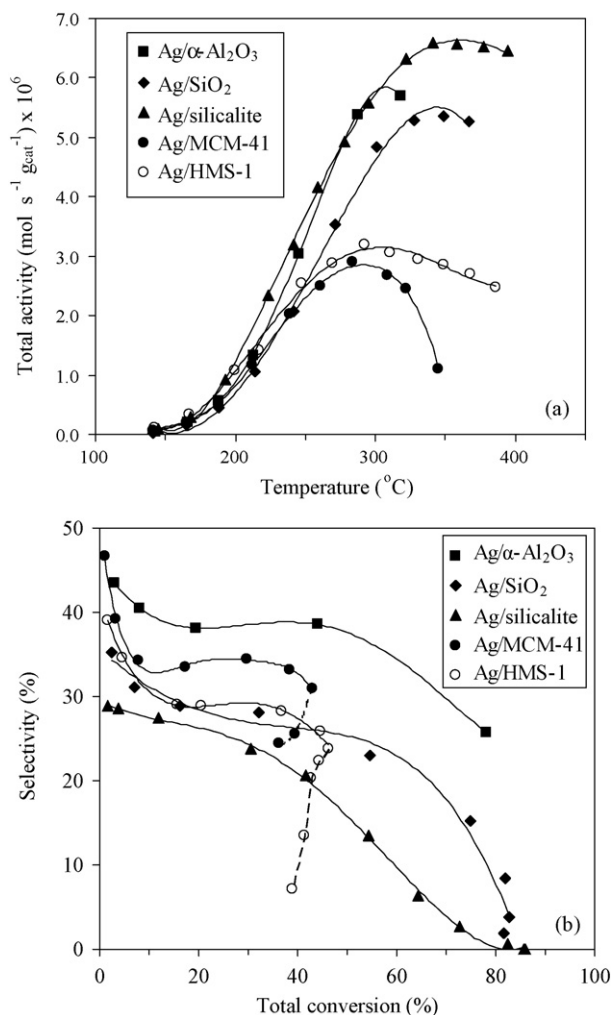 7.0
6.0
5.0
4.0
3.0
2.0
1.0
0.0
Total activity (mol s⁻¹ gcat⁻¹) x 10⁶
Ag/α-Al₂O₃
Ag/SiO₂
Ag/silicalite
Ag/MCM-41
Ag/HMS-1
(a)
100 200 300 400
Temperature (°C)
50
40
30
20
10
0
Selectivity (%)
Ag/α-Al₂O₃
Ag/SiO₂
Ag/silicalite
Ag/MCM-41
Ag/HMS-1
(b)
0 20 40 60 80 100
Total conversion (%)